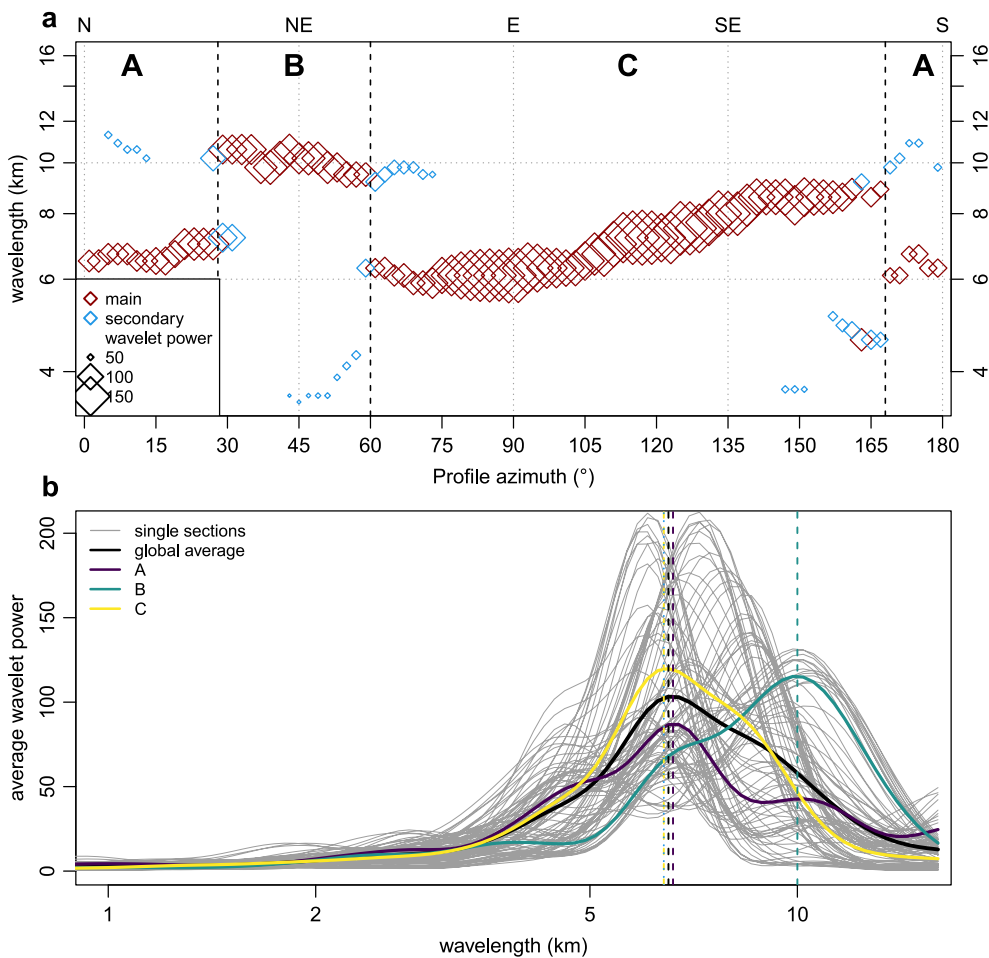 a
N NE E SE S
A B C A
16 16
12 12
10 10
8 8
6 6
4 4
wavelength (km)
main
secondary
wavelet power
50
100
150
0 15 30 45 60 75 90 105 120 135 150 165 180
Profile azimuth (°)
b
200
150
100
50
0
average wavelet power
single sections
global average
A
B
C
1 2 5 10
wavelength (km)